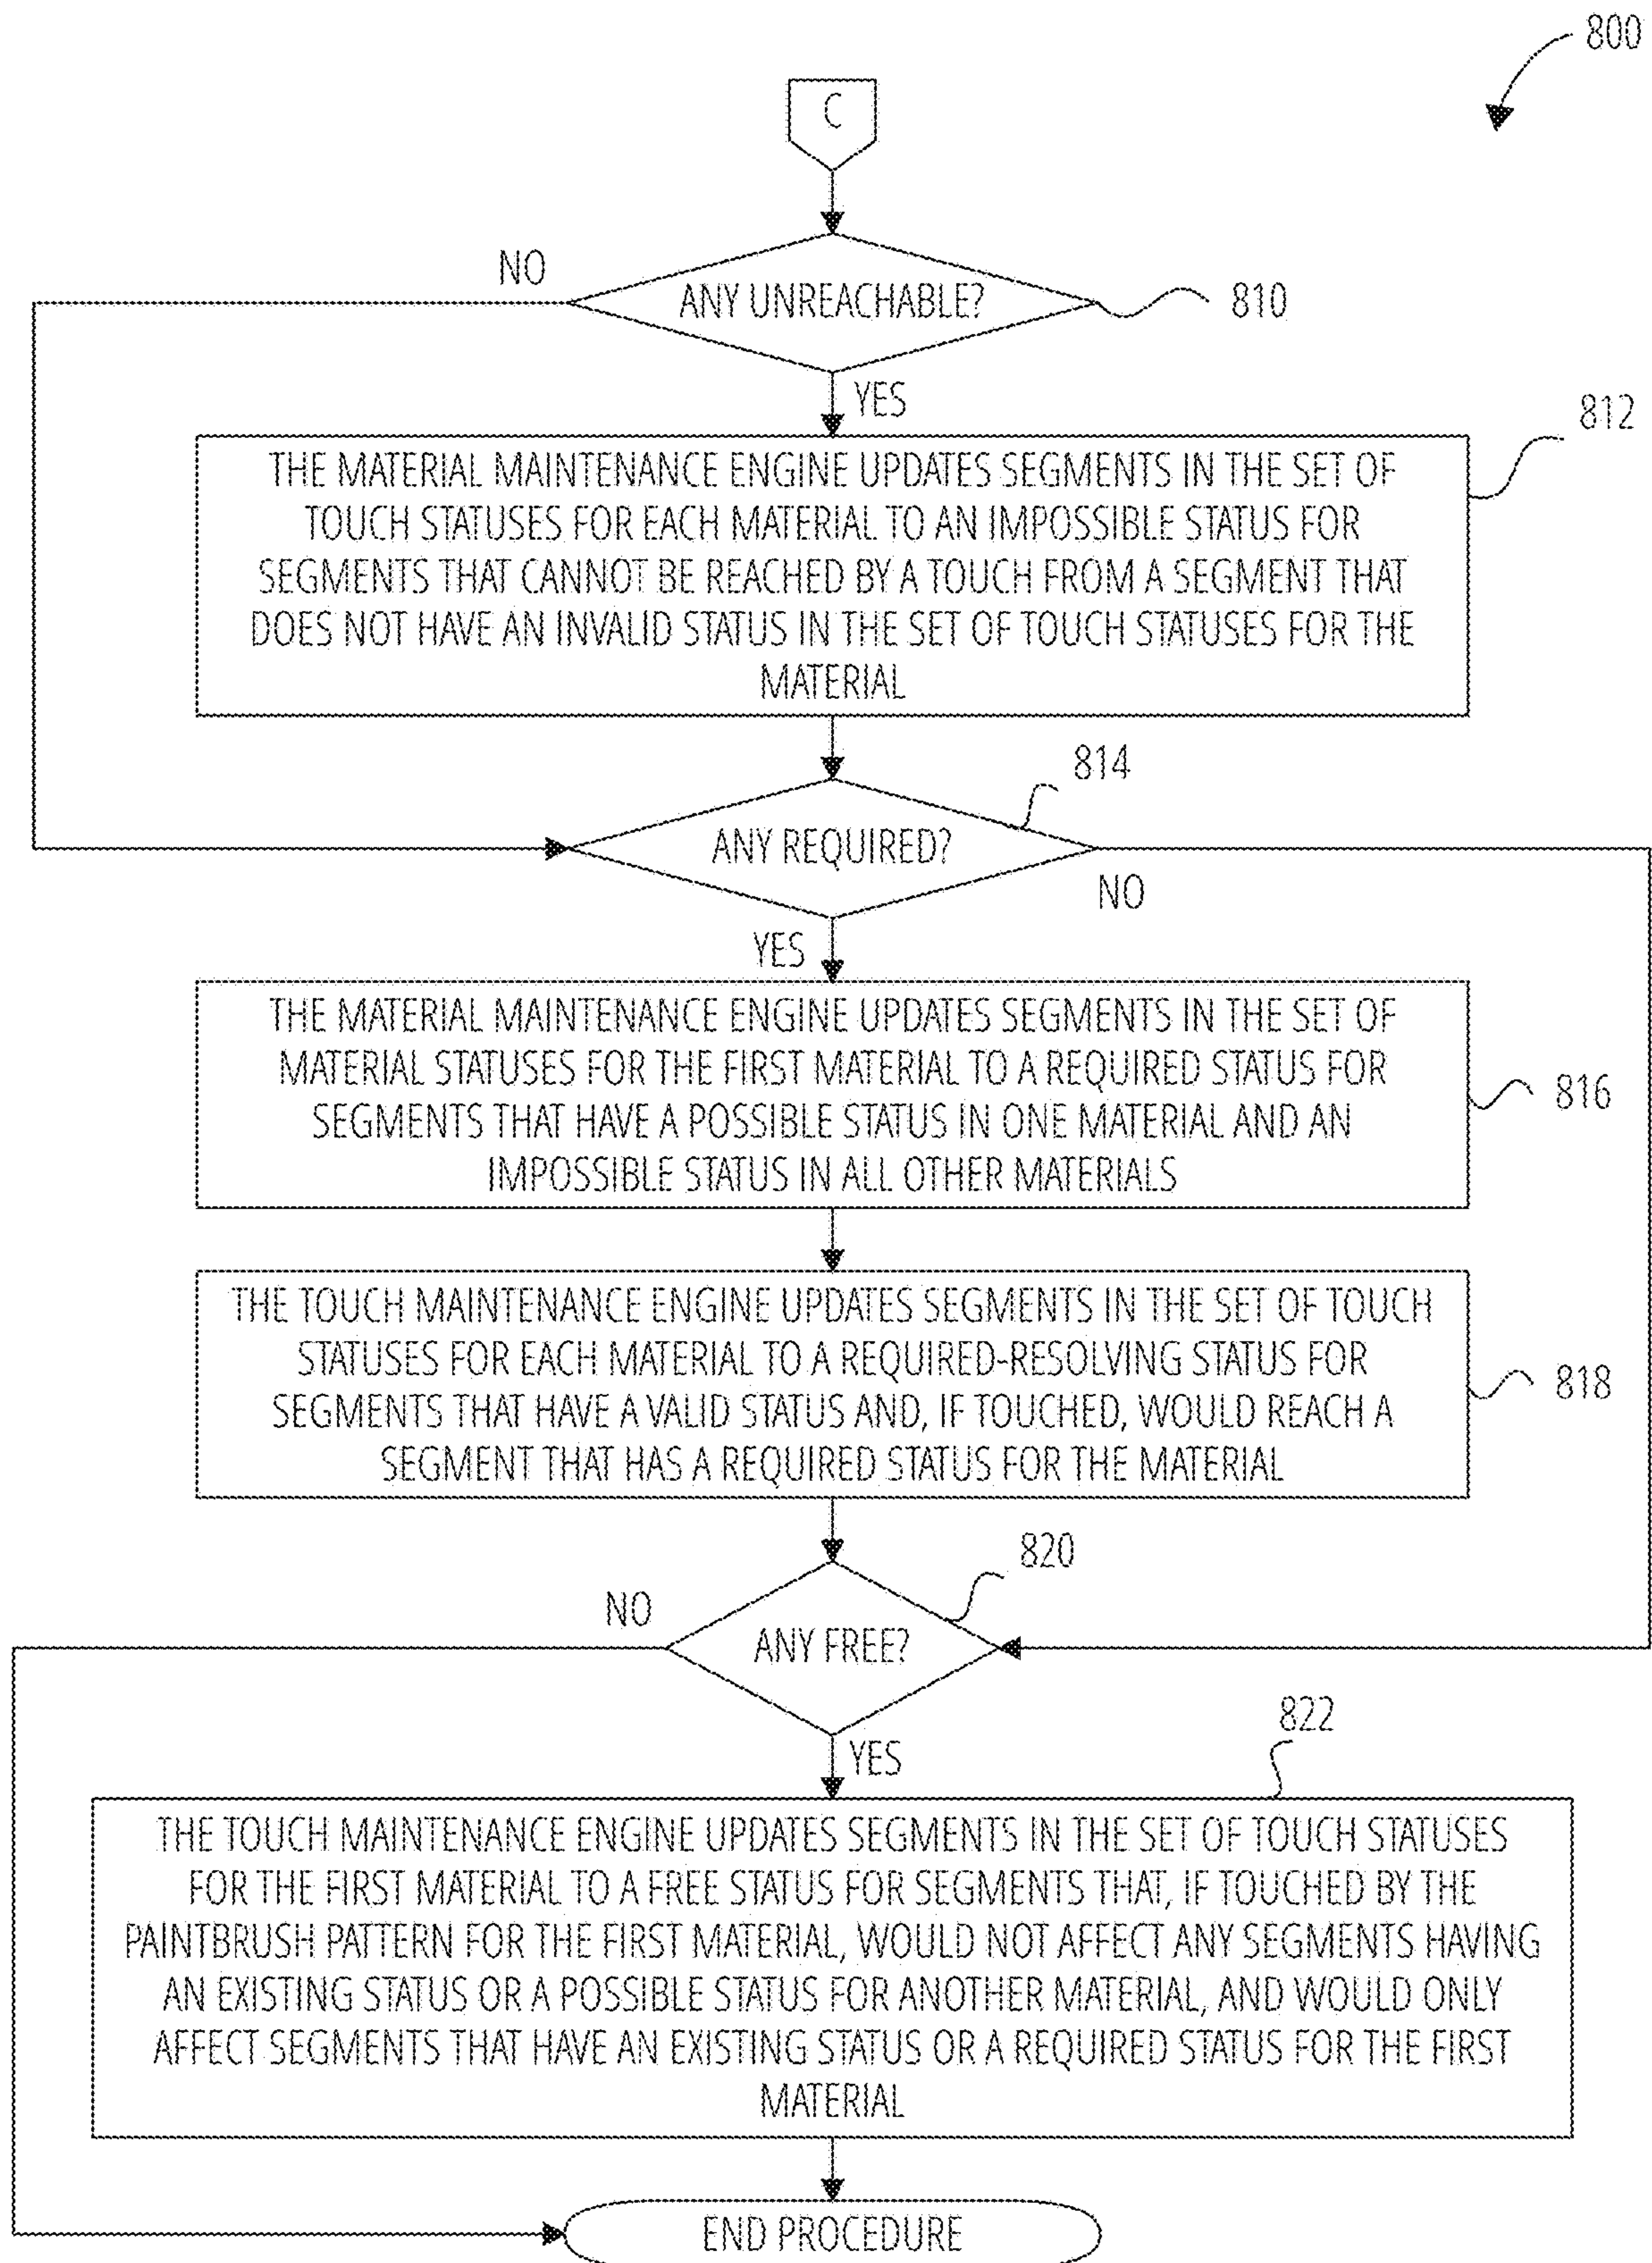 800
C
NO
ANY UNREACHABLE?
810
YES
812
THE MATERIAL MAINTENANCE ENGINE UPDATES SEGMENTS IN THE SET OF
TOUCH STATUSES FOR EACH MATERIAL TO AN IMPOSSIBLE STATUS FOR
SEGMENTS THAT CANNOT BE REACHED BY A TOUCH FROM A SEGMENT THAT
DOES NOT HAVE AN INVALID STATUS IN THE SET OF TOUCH STATUSES FOR THE
MATERIAL
814
ANY REQUIRED?
NO
YES
THE MATERIAL MAINTENANCE ENGINE UPDATES SEGMENTS IN THE SET OF
MATERIAL STATUSES FOR THE FIRST MATERIAL TO A REQUIRED STATUS FOR
SEGMENTS THAT HAVE A POSSIBLE STATUS IN ONE MATERIAL AND AN
IMPOSSIBLE STATUS IN ALL OTHER MATERIALS
816
THE TOUCH MAINTENANCE ENGINE UPDATES SEGMENTS IN THE SET OF TOUCH
STATUSES FOR EACH MATERIAL TO A REQUIRED-RESOLVING STATUS FOR
SEGMENTS THAT HAVE A VALID STATUS AND, IF TOUCHED, WOULD REACH A
SEGMENT THAT HAS A REQUIRED STATUS FOR THE MATERIAL
818
820
NO
ANY FREE?
822
YES
THE TOUCH MAINTENANCE ENGINE UPDATES SEGMENTS IN THE SET OF TOUCH STATUSES
FOR THE FIRST MATERIAL TO A FREE STATUS FOR SEGMENTS THAT, IF TOUCHED BY THE
PAINTBRUSH PATTERN FOR THE FIRST MATERIAL, WOULD NOT AFFECT ANY SEGMENTS HAVING
AN EXISTING STATUS OR A POSSIBLE STATUS FOR ANOTHER MATERIAL, AND WOULD ONLY
AFFECT SEGMENTS THAT HAVE AN EXISTING STATUS OR A REQUIRED STATUS FOR THE FIRST
MATERIAL
END PROCEDURE